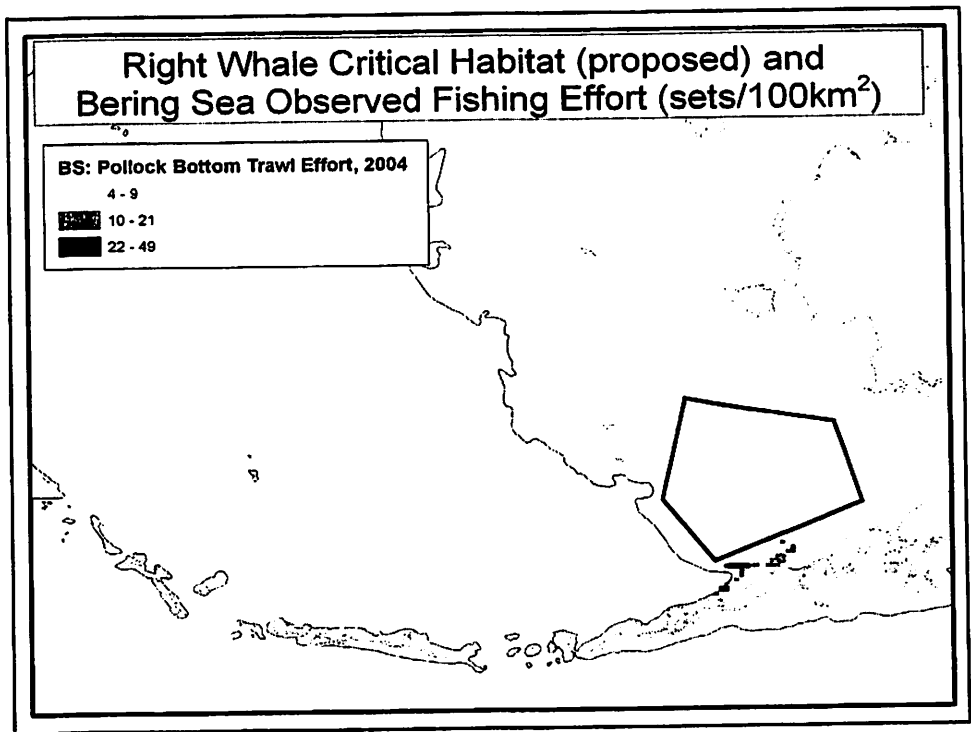 Right Whale Critical Habitat (proposed) and
Bering Sea Observed Fishing Effort (sets/100km²)
BS: Pollock Bottom Trawl Effort, 2004
4 - 9
10 - 21
22 - 49